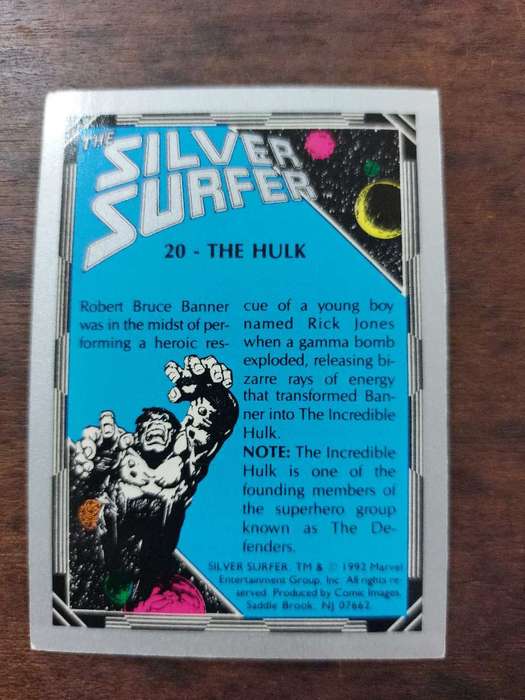 THE
SILVER
SURFER
20 - THE HULK
Robert Bruce Banner
was in the midst of per-
forming a heroic res-
cue of a young boy
named Rick Jones
when a gamma bomb
exploded, releasing bi-
zarre rays of energy
that transformed Ban-
ner into The Incredible
Hulk.
NOTE: The Incredible
Hulk is one of the
founding members of
the superhero group
known as The De-
fenders.
SILVER SURFER, TM & © 1992 Marvel
Entertainment Group, Inc. All rights re-
served. Produced by Comic Images,
Saddle Brook, NJ 07662.